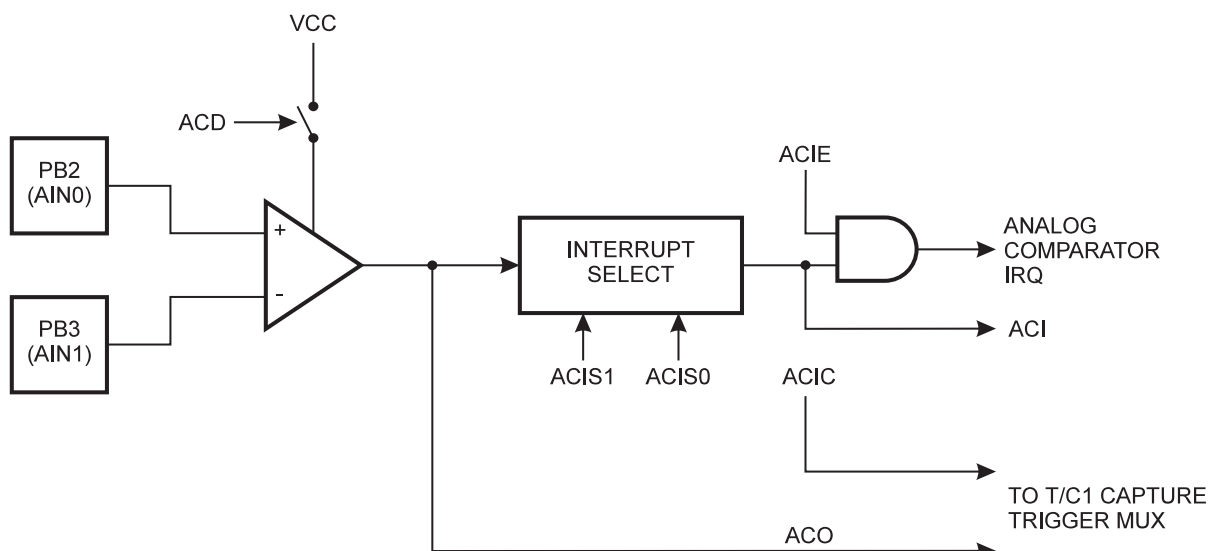 VCC
ACD
PB2
(AIN0)
+
-
PB3
(AIN1)
INTERRUPT
SELECT
ACIS1
ACIS0
ACIE
ANALOG
COMPARATOR
IRQ
ACI
ACIC
TO T/C1 CAPTURE
TRIGGER MUX
ACO